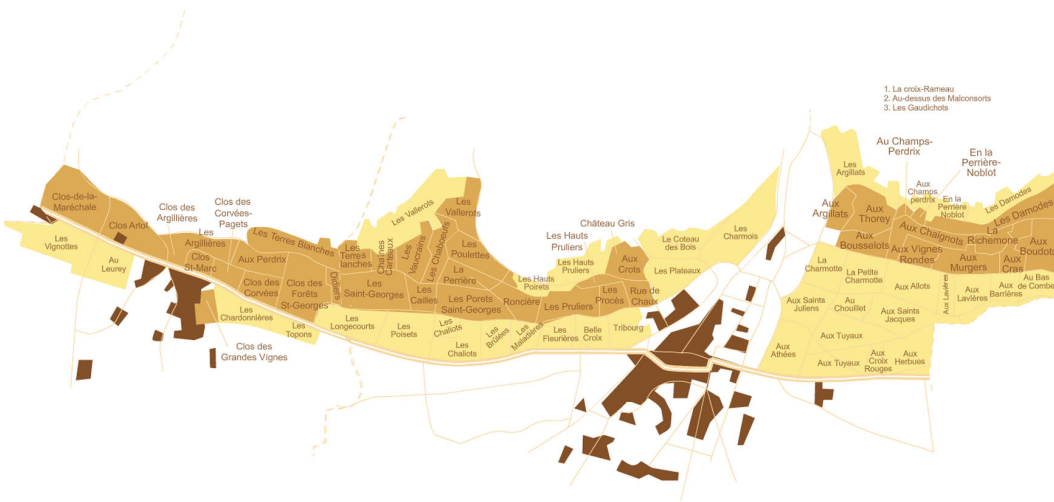 1. La croix-Rameau
2. Au-dessus des Malconsorts
3. Les Gaudichots
Au Champs-
Perdrix
En la
Perrière-
Noblot
Clos-de-la-
Maréchale
Clos Arlot
Clos des
Argillières
Clos des
Corvées-
Pagets
Les
Argillières
Les Terres Blanches
Les
Vignottes
Au
Leurey
Clos
St-Marc
Aux Perdrix
Clos des
Corvées
Clos des
Forêts
St-Georges
Didiers
Les
Chardonnières
Les
Topons
Clos des
Grandes Vignes
Les
Terres
Blanches
Chaînes
Carteaux
Les Vallerots
Les
Vallerots
Les
Vaucrains
Les Chaboeufs
Les
Poulettes
La
Perrière
Les
Saint-Georges
Les
Cailles
Les Porets
Saint-Georges
Roncière
Les Hauts
Poirets
Les Pruliers
Les Hauts
Pruliers
Les Hauts
Pruliers
Château Gris
Aux
Crots
Les
Procès
Rue de
Chaux
Le Coteau
des Bois
Les Plateaux
Les
Charmois
Les
Longecourts
Les
Poisets
Les
Chaliots
Les
Chaliots
Les
Brûlées
Les
Maladières
Les
Fleurières
Belle
Croix
Tribourg
Les
Argillats
Aux
Argillats
Aux
Thorey
Aux
Champs
perdrix
En la
Perrière
Noblot
Les Damodes
Les Damodes
Aux
Boudots
La
Richemone
Aux Chaignots
Aux
Bousselots
Aux Vignes
Rondes
Aux
Murgers
Aux
Cras
La
Charmotte
La Petite
Charmotte
Aux Allots
Aux Lavières
Aux
Lavières
Aux
Barrières
Au Bas
de Combe
Aux Saints
Juliens
Au
Chouillet
Aux Saints
Jacques
Aux
Athées
Aux Tuyaux
Aux Tuyaux
Aux
Croix
Rouges
Aux
Herbues